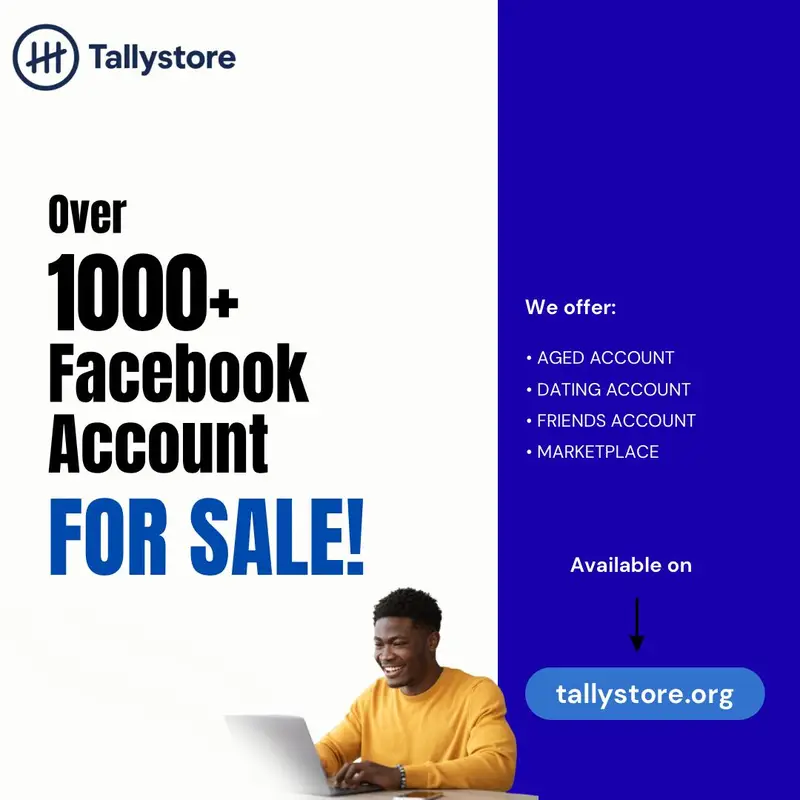 Tallystore
Over
1000+
Facebook
Account
FOR SALE!
We offer:
• AGED ACCOUNT
• DATING ACCOUNT
• FRIENDS ACCOUNT
• MARKETPLACE
Available on
tallystore.org